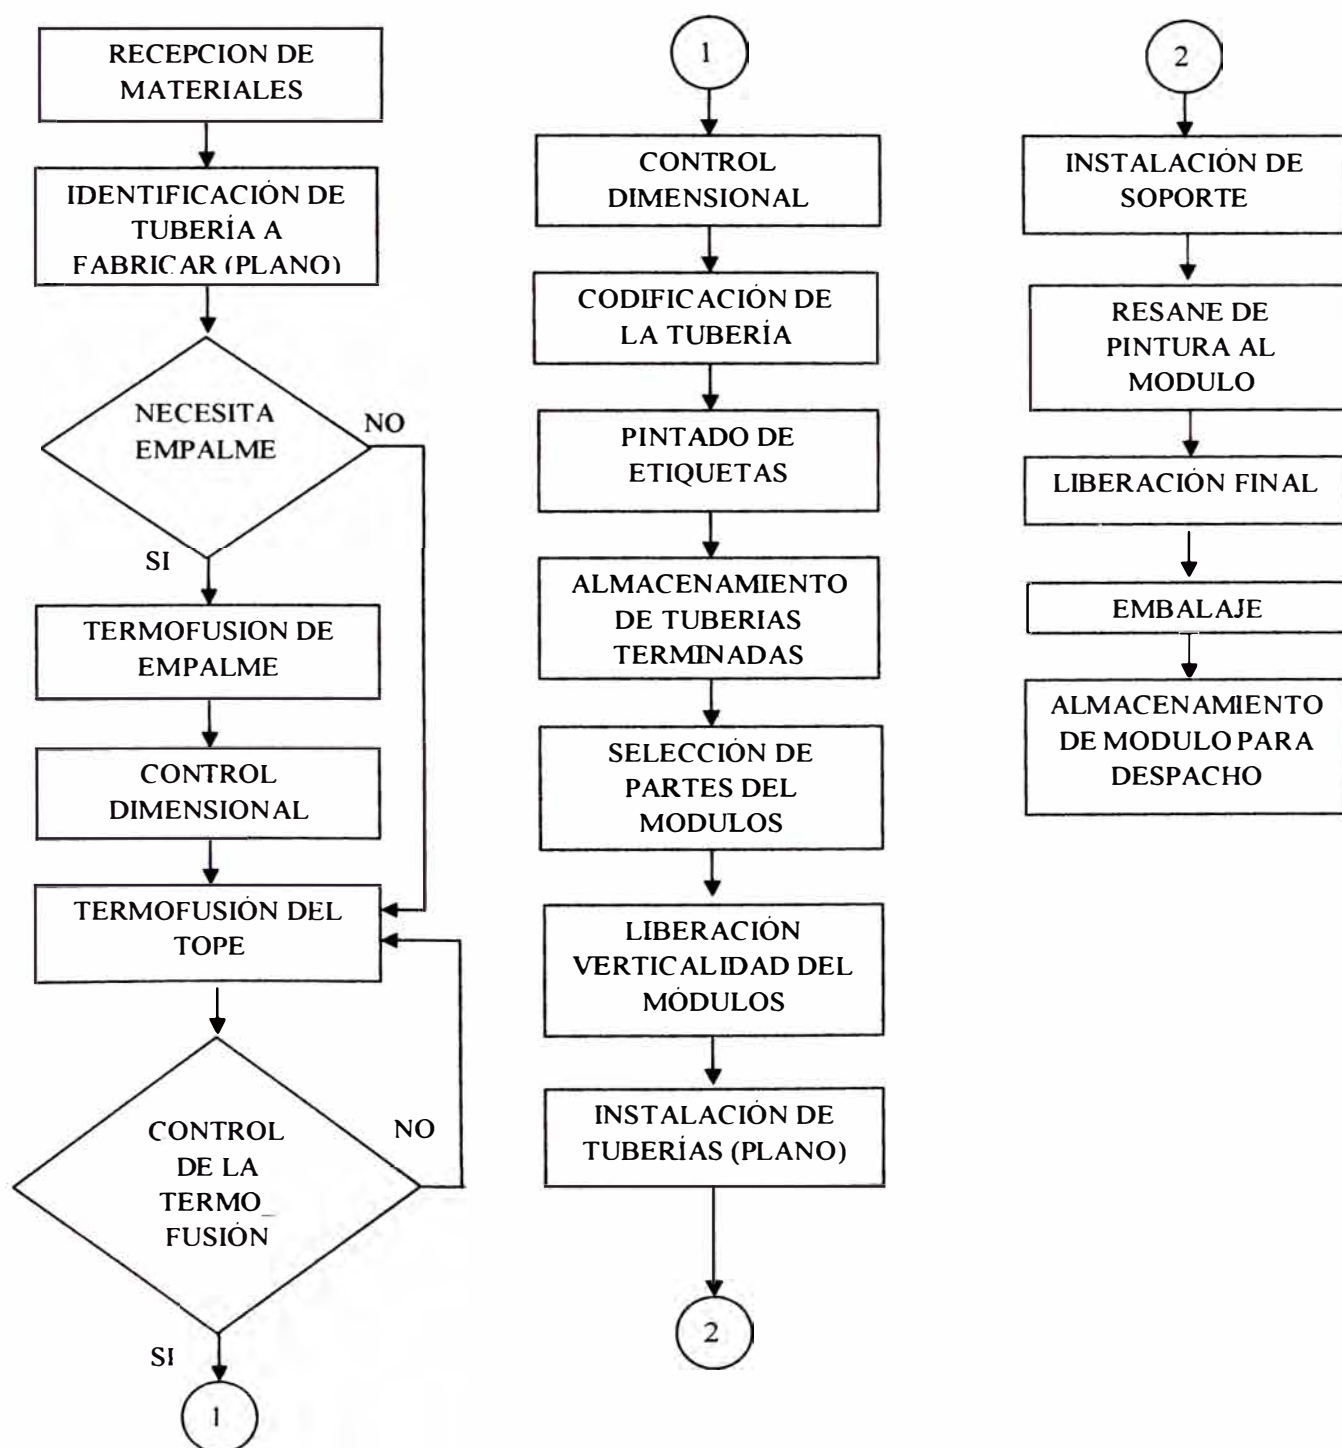 RECEPCION DE
MATERIALES
IDENTIFICACIÓN DE
TUBERÍA A
FABRICAR (PLANO)
NECESITA
EMPALME
NO
SI
TERMOFUSION DE
EMPALME
CONTROL
DIMENSIONAL
TERMOFUSIÓN DEL
TOPE
CONTROL
DE LA
TERMO_
FUSIÓN
NO
SI
1
1
CONTROL
DIMENSIONAL
CODIFICACIÓN DE
LA TUBERÍA
PINTADO DE
ETIQUETAS
ALMACENAMIENTO
DE TUBERIAS
TERMINADAS
SELECCIÓN DE
PARTES DEL
MODULOS
LIBERACIÓN
VERTICALIDAD DEL
MÓDULOS
INSTALACIÓN DE
TUBERÍAS (PLANO)
2
2
INSTALACIÓN DE
SOPORTE
RESANE DE
PINTURA AL
MODULO
LIBERACIÓN FINAL
EMBALAJE
ALMACENAMIENTO
DE MODULO PARA
DESPACHO